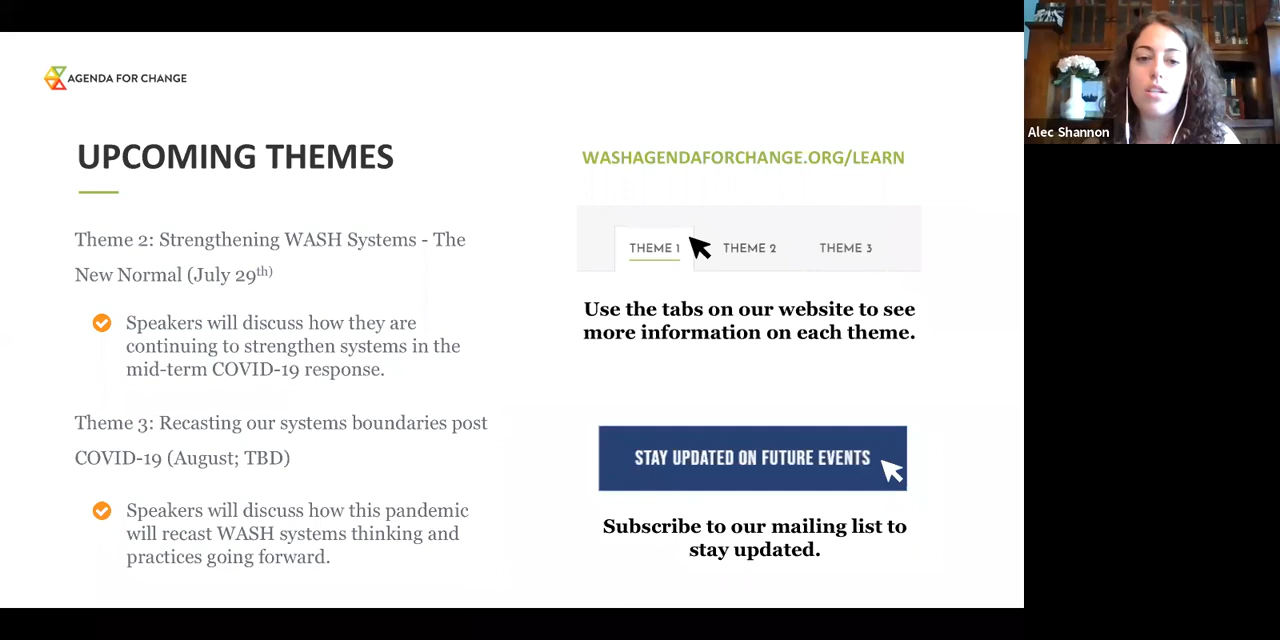 AGENDA FOR CHANGE
UPCOMING THEMES
Theme 2: Strengthening WASH Systems - The
New Normal (July 29th)
Speakers will discuss how they are
continuing to strengthen systems in the
mid-term COVID-19 response.
Theme 3: Recasting our systems boundaries post
COVID-19 (August; TBD)
Speakers will discuss how this pandemic
will recast WASH systems thinking and
practices going forward.
WASHAGENDAFORCHANGE.ORG/LEARN
THEME 1 THEME 2 THEME 3
Use the tabs on our website to see
more information on each theme.
STAY UPDATED ON FUTURE EVENTS
Subscribe to our mailing list to
stay updated.
Alec Shannon